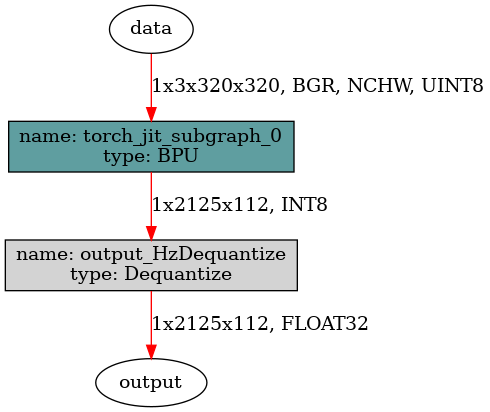 data
1x3x320x320, BGR, NCHW, UINT8
name: torch_jit_subgraph_0
type: BPU
1x2125x112, INT8
name: output_HzDequantize
type: Dequantize
1x2125x112, FLOAT32
output